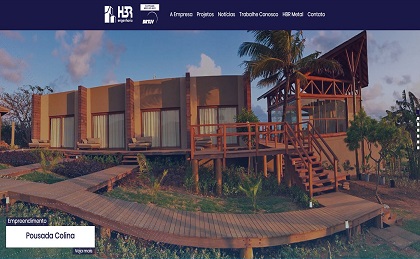 HBR
engenharia
A Empresa Projetos Notícias Trabalhe Conosco HBR Metal Contato
Empreendimento
Pousada Colina
Veja mais